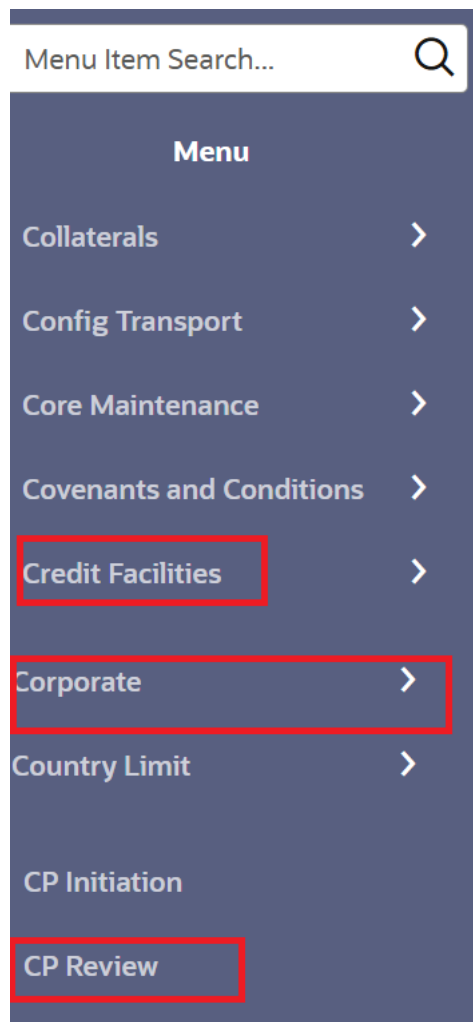 Menu Item Search...
Menu
Collaterals
Config Transport
Core Maintenance
Covenants and Conditions
Credit Facilities
Corporate
Country Limit
CP Initiation
CP Review